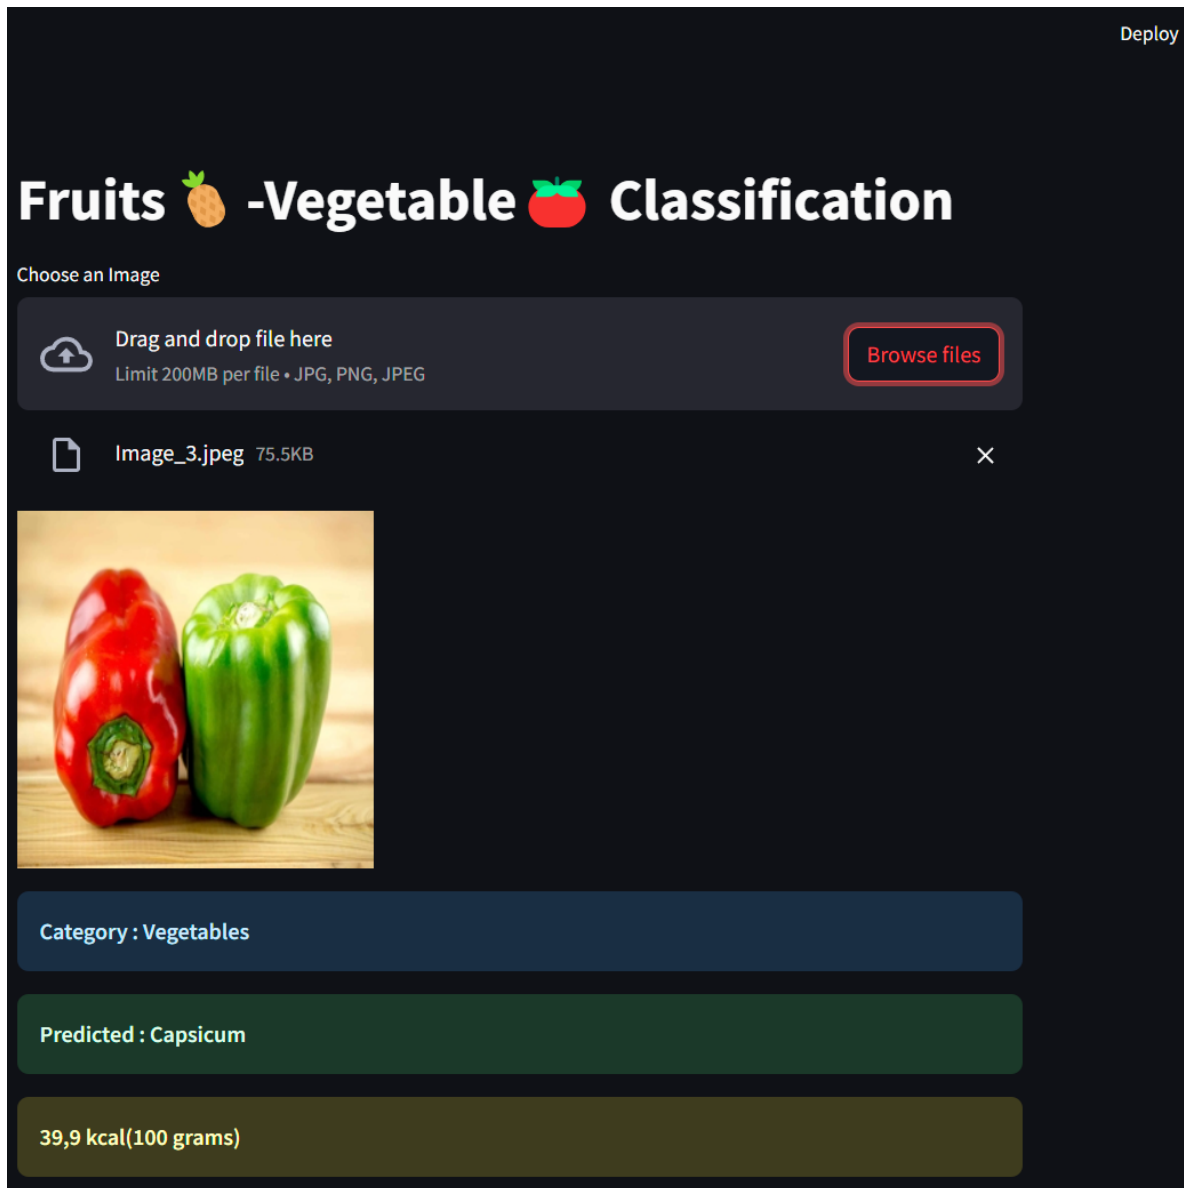 Deploy
Fruits 🍍 -Vegetable 🍅 Classification
Choose an Image
Drag and drop file here
Limit 200MB per file • JPG, PNG, JPEG
Browse files
Image_3.jpeg 75.5KB
Category : Vegetables
Predicted : Capsicum
39,9 kcal(100 grams)